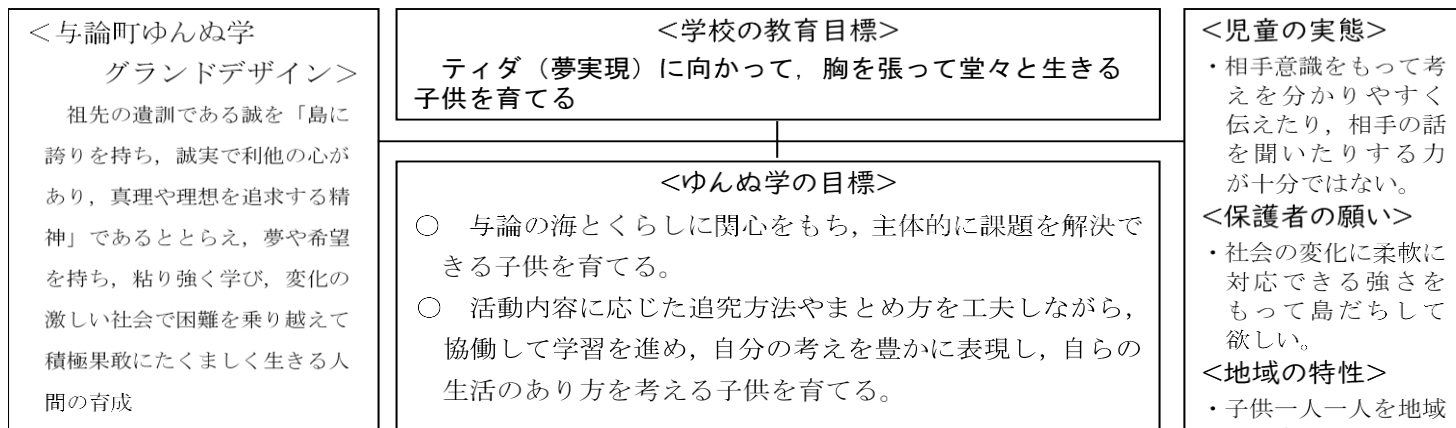 ＜与論町ゆんぬ学
グランドデザイン＞
祖先の遺訓である誠を「島に
誇りを持ち，誠実で利他の心が
あり，真理や理想を追求する精
神」であるととらえ，夢や希望
を持ち，粘り強く学び，変化の
激しい社会で困難を乗り越えて
積極果敢にたくましく生きる人
間の育成
＜学校の教育目標＞
ティダ（夢実現）に向かって，胸を張って堂々と生きる
子供を育てる
＜ゆんぬ学の目標＞
○　与論の海とくらしに関心をもち，主体的に課題を解決で
きる子供を育てる。
○　活動内容に応じた追究方法やまとめ方を工夫しながら，
協働して学習を進め，自分の考えを豊かに表現し，自らの
生活のあり方を考える子供を育てる。
＜児童の実態＞
・相手意識をもって考
えを分かりやすく
伝えたり，相手の話
を聞いたりする力
が十分ではない。
＜保護者の願い＞
・社会の変化に柔軟に
対応できる強さを
もって島だちして
欲しい。
＜地域の特性＞
・子供一人一人を地域